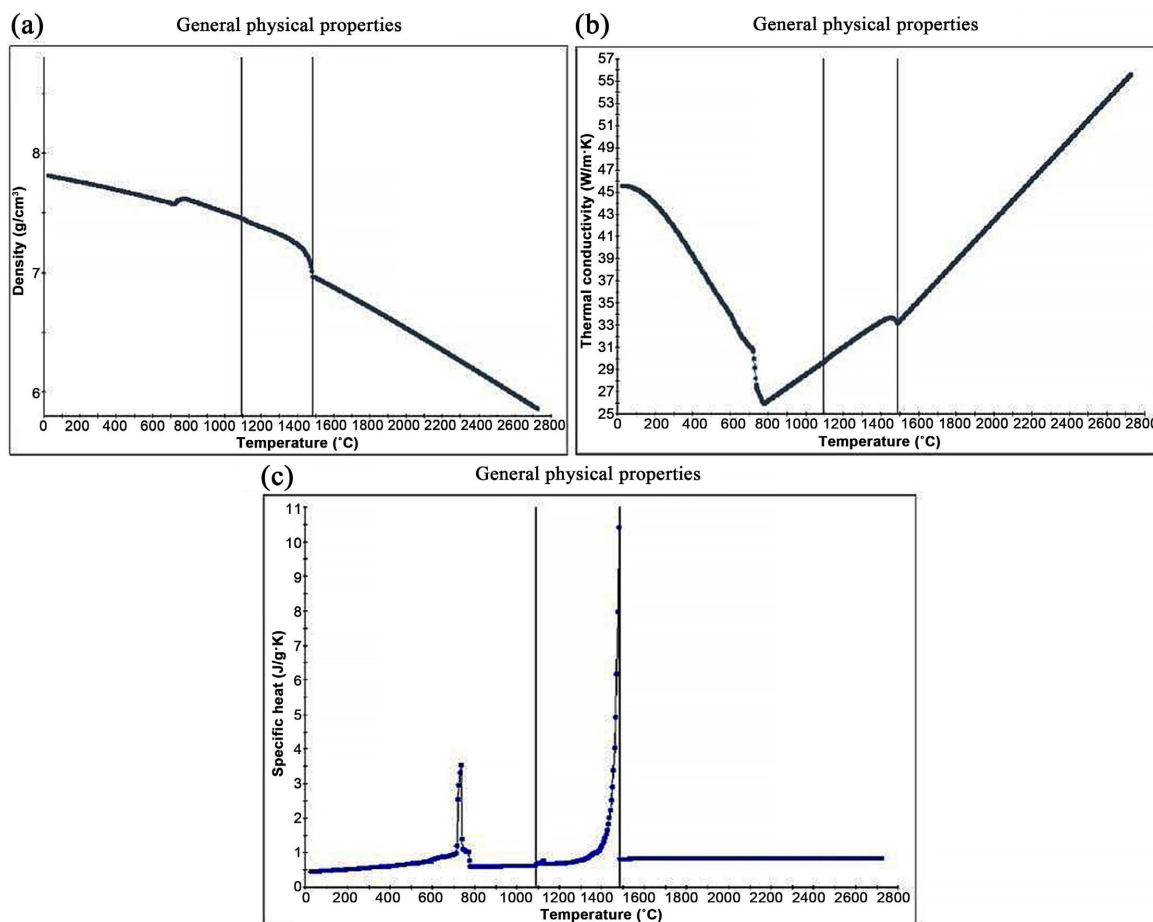 (a)
General physical properties
Density (g/cm³)
8
7
6
0 200 400 600 800 1000 1200 1400 1600 1800 2000 2200 2400 2600 2800
Temperature (˚C)
(b)
General physical properties
Thermal conductivity (W/m·K)
57
55
53
51
49
47
45
43
41
39
37
35
33
31
29
27
25
0 200 400 600 800 1000 1200 1400 1600 1800 2000 2200 2400 2600 2800
Temperature (˚C)
(c)
General physical properties
Specific heat (J/g·K)
11
10
9
8
7
6
5
4
3
2
1
0
0 200 400 600 800 1000 1200 1400 1600 1800 2000 2200 2400 2600 2800
Temperature (˚C)